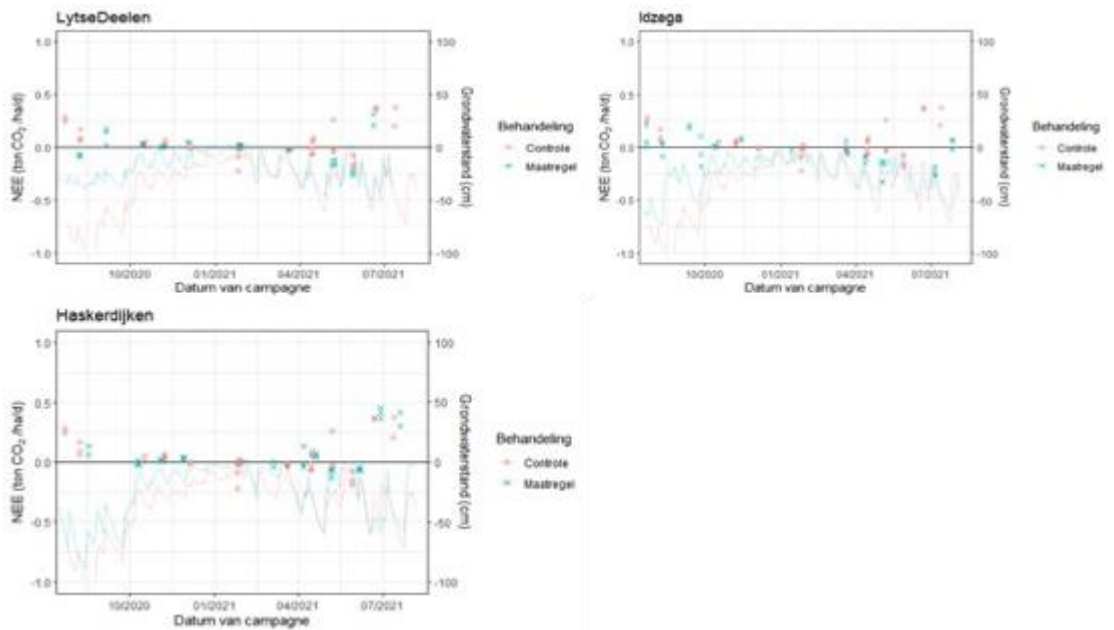 LytseDeelen
1.0
0.5
0.0
-0.5
-1.0
NEE (ton CO2/ha/d)
100
50
0
-50
-100
Grondwaterstand (cm)
10/2020 01/2021 04/2021 07/2021
Datum van campagne
Behandeling
Controle
Maatregel
Idzega
1.0
0.5
0.0
-0.5
-1.0
NEE (ton CO2/ha/d)
100
50
0
-50
-100
Grondwaterstand (cm)
10/2020 01/2021 04/2021 07/2021
Datum van campagne
Behandeling
Controle
Maatregel
Haskerdijken
1.0
0.5
0.0
-0.5
-1.0
NEE (ton CO2/ha/d)
100
50
0
-50
-100
Grondwaterstand (cm)
10/2020 01/2021 04/2021 07/2021
Datum van campagne
Behandeling
Controle
Maatregel